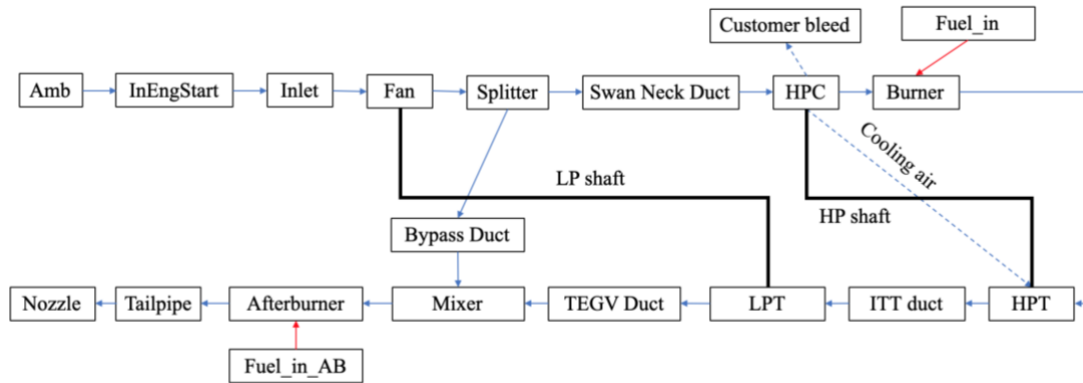 Customer bleed
Fuel_in
Amb
InEngStart
Inlet
Fan
Splitter
Swan Neck Duct
HPC
Burner
Cooling air
LP shaft
HP shaft
Bypass Duct
Nozzle
Tailpipe
Afterburner
Mixer
TEGV Duct
LPT
ITT duct
HPT
Fuel_in_AB